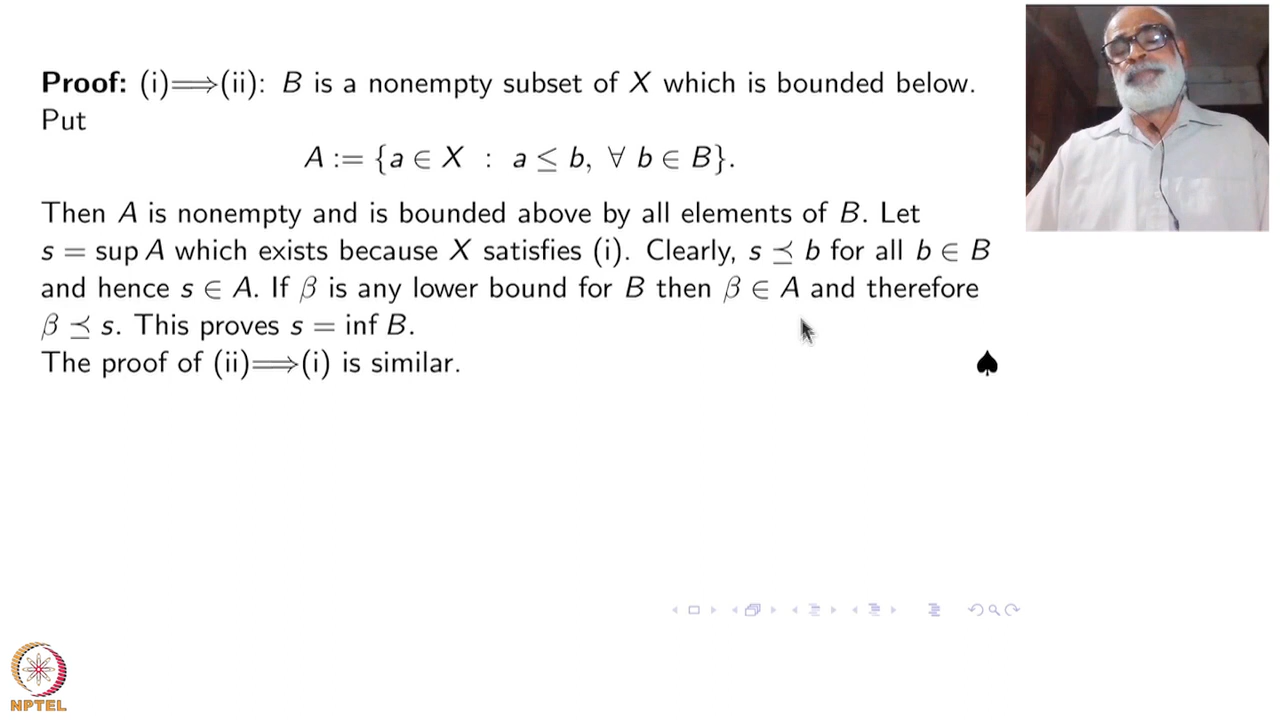 Proof: (i)⟹(ii): B is a nonempty subset of X which is bounded below.
Put
A := {a ∈ X : a ≤ b, ∀ b ∈ B}.
Then A is nonempty and is bounded above by all elements of B. Let
s = sup A which exists because X satisfies (i). Clearly, s ⪯ b for all b ∈ B
and hence s ∈ A. If β is any lower bound for B then β ∈ A and therefore
β ⪯ s. This proves s = inf B.
The proof of (ii)⟹(i) is similar. ♠
NPTEL